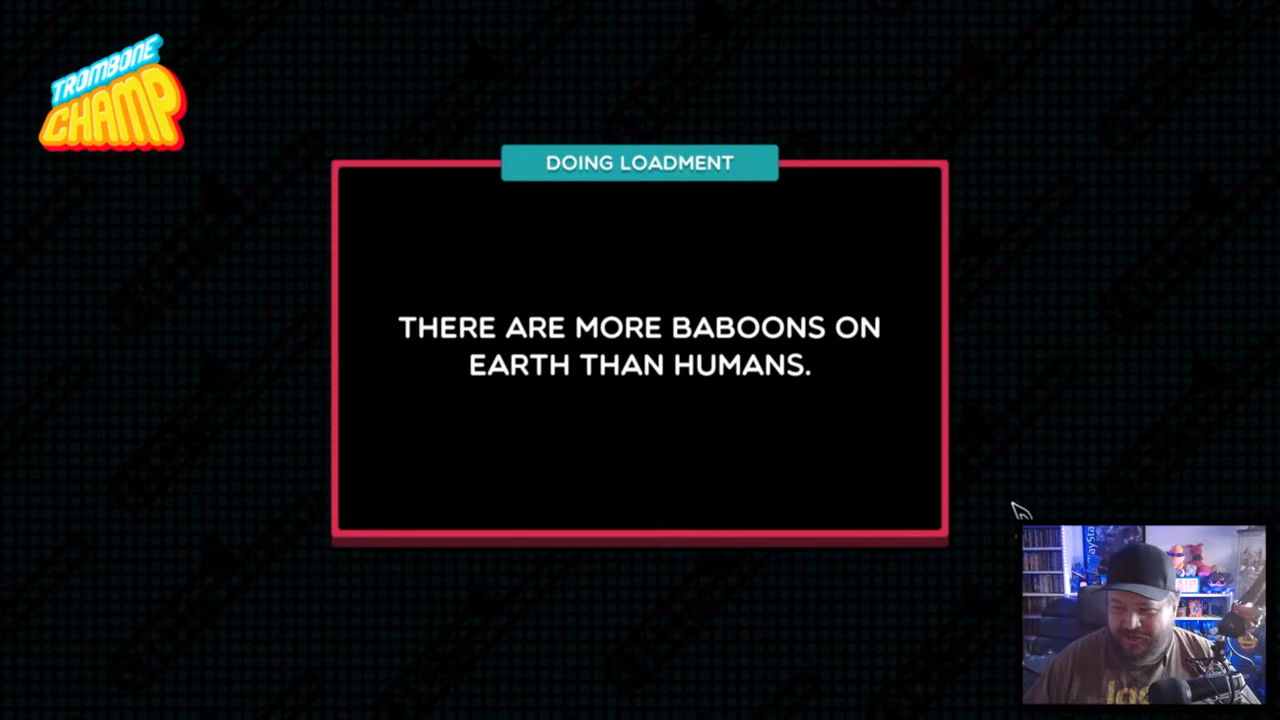 TROMBONE
CHAMP
DOING LOADMENT
THERE ARE MORE BABOONS ON
EARTH THAN HUMANS.